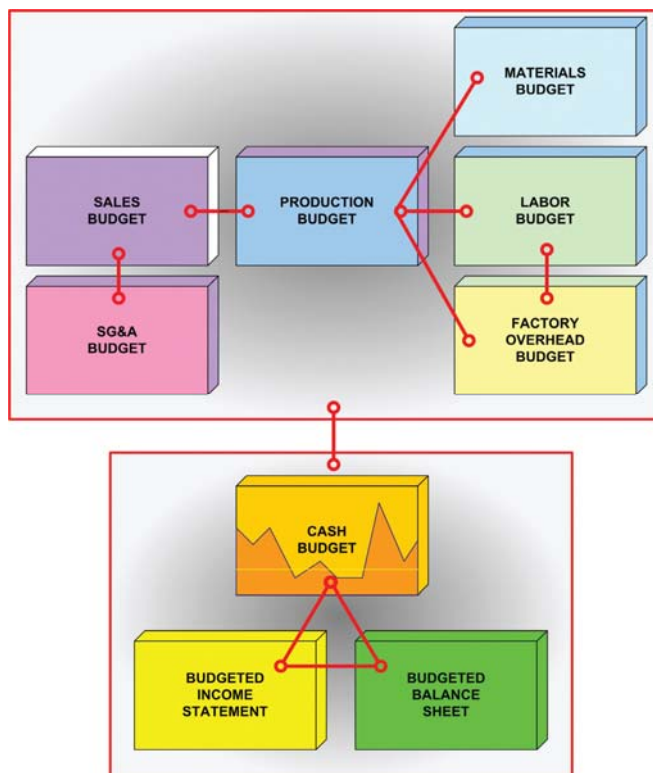 MATERIALS
BUDGET
SALES
BUDGET
PRODUCTION
BUDGET
LABOR
BUDGET
SG&A
BUDGET
FACTORY
OVERHEAD
BUDGET
CASH
BUDGET
BUDGETED
INCOME
STATEMENT
BUDGETED
BALANCE
SHEET